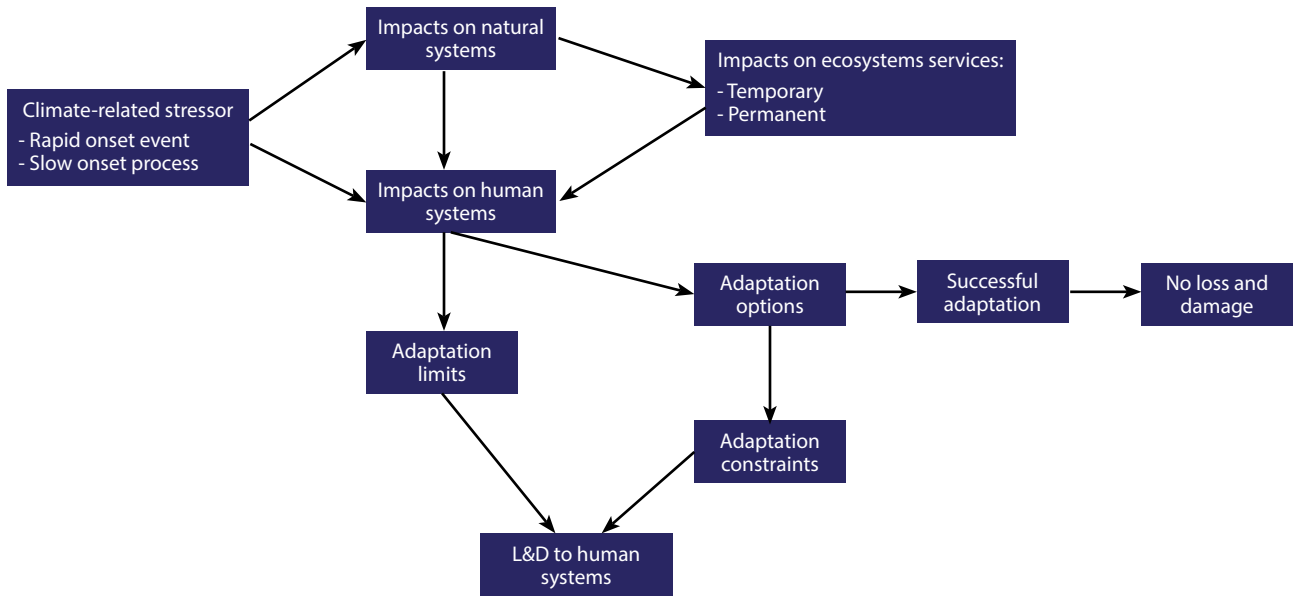 Impacts on natural
systems
Impacts on ecosystems services:
- Temporary
- Permanent
Climate-related stressor
- Rapid onset event
- Slow onset process
Impacts on human
systems
Adaptation
options
Successful
adaptation
No loss and
damage
Adaptation
limits
Adaptation
constraints
L&D to human
systems